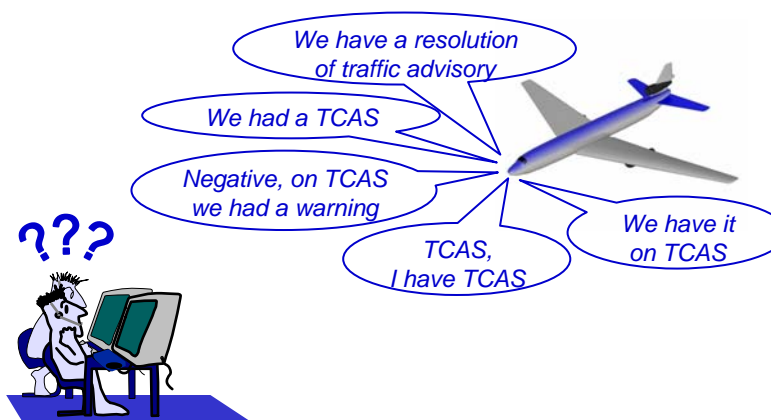 We have a resolution
of traffic advisory
We had a TCAS
Negative, on TCAS
we had a warning
We have it
on TCAS
TCAS,
I have TCAS
???